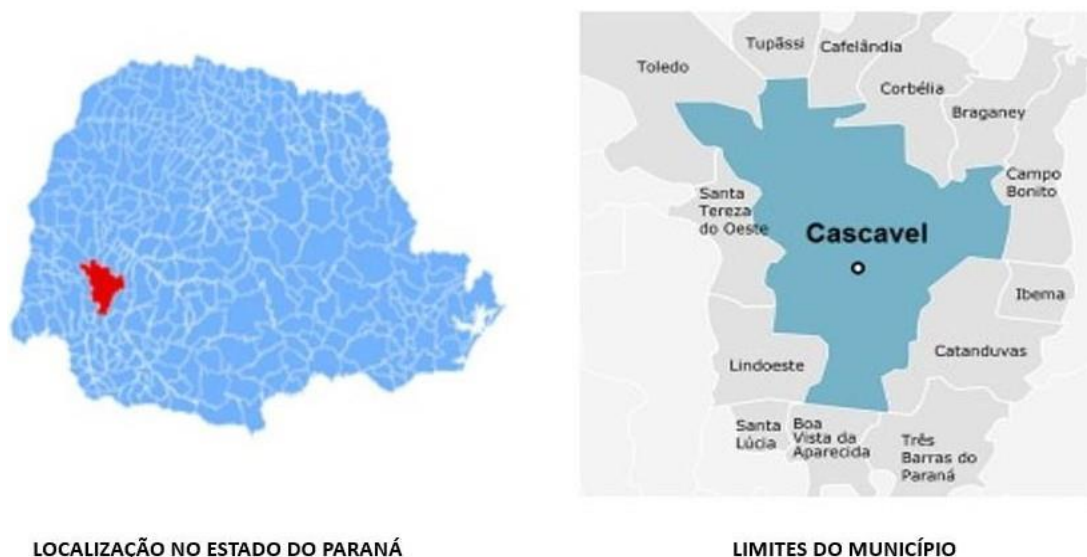 Tupãssi
Cafelândia
Toledo
Corbélia
Braganey
Campo
Bonito
Santa
Tereza
do Oeste
Cascavel
Ibema
Catanduvas
Lindoeste
Santa
Lúcia
Boa
Vista da
Aparecida
Três
Barras do
Paraná
LOCALIZAÇÃO NO ESTADO DO PARANÁ
LIMITES DO MUNICÍPIO